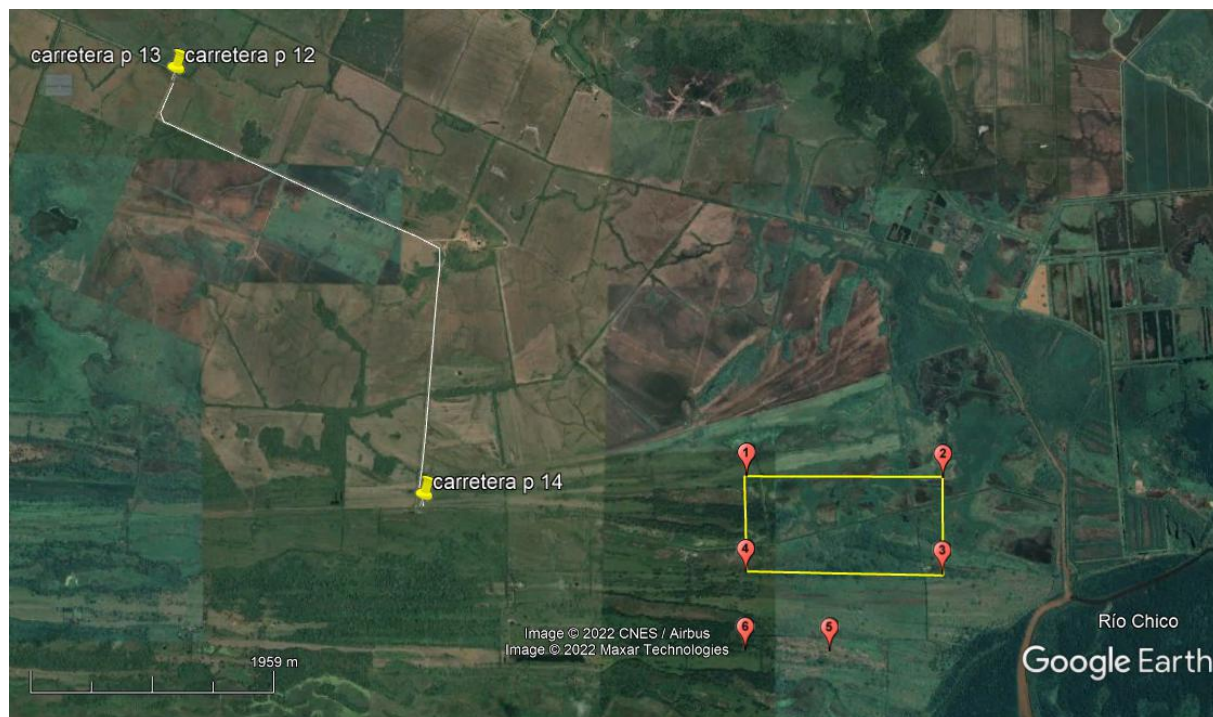 carretera p 13 carretera p 12
carretera p 14
1
2
4
3
6
5
Image © 2022 CNES / Airbus
Image © 2022 Maxar Technologies
Río Chico
Google Earth
1959 m